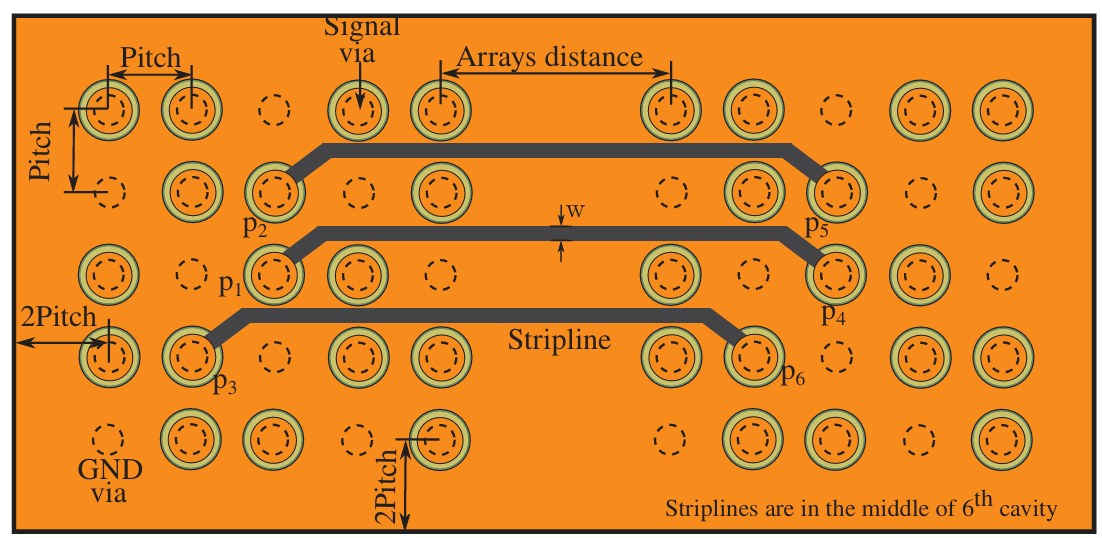 Signal
via
Pitch
Arrays distance
Pitch
p2
w
p5
p1
p4
2Pitch
Stripline
p3
p6
GND
via
2Pitch
Striplines are in the middle of 6th cavity